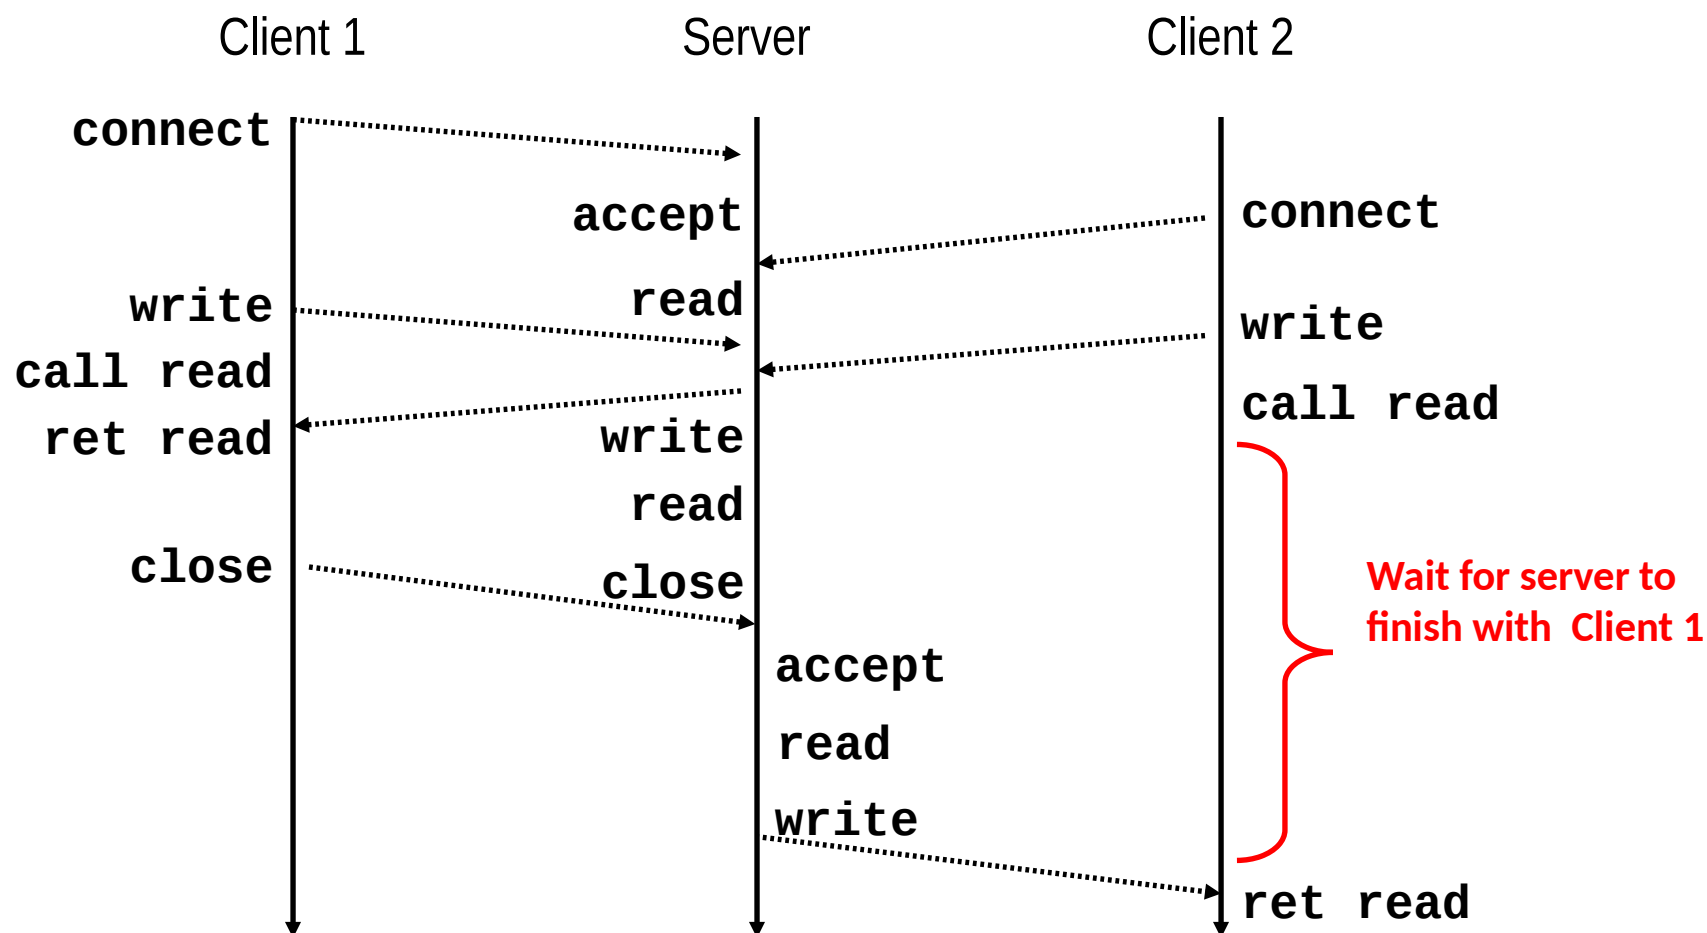 Client 1
Server
Client 2
connect
accept
connect
write
read
write
call read
call read
ret read
write
read
close
close
Wait for server to
finish with  Client 1
accept
read
write
ret read